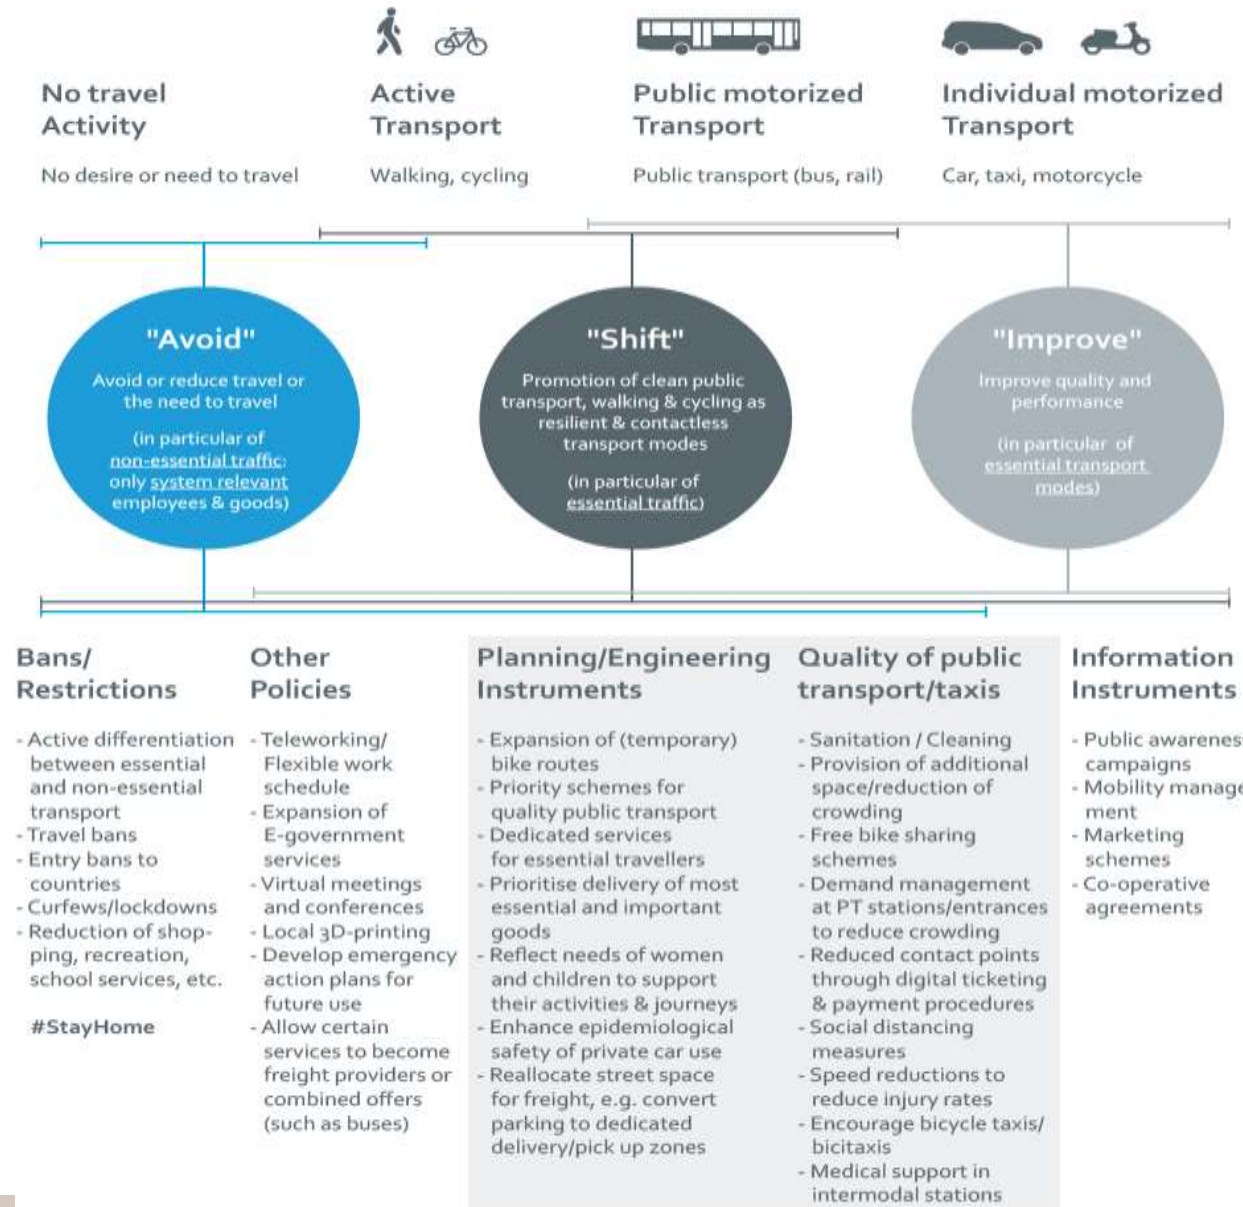 No travel
Activity
No desire or need to travel
Active
Transport
Walking, cycling
Public motorized
Transport
Public transport (bus, rail)
Individual motorized
Transport
Car, taxi, motorcycle
"Avoid"
Avoid or reduce travel or
the need to travel
(in particular of
non-essential traffic:
only system relevant
employees & goods)
"Shift"
Promotion of clean public
transport, walking & cycling as
resilient & contactless
transport modes
(in particular of
essential traffic)
"Improve"
Improve quality and
performance
(in particular of
essential transport
modes)
Bans/
Restrictions
- Active differentiation
between essential
and non-essential
transport
- Travel bans
- Entry bans to
countries
- Curfews/lockdowns
- Reduction of shop-
ping, recreation,
school services, etc.
#StayHome
Other
Policies
- Teleworking/
Flexible work
schedule
- Expansion of
E-government
services
- Virtual meetings
and conferences
- Local 3D-printing
- Develop emergency
action plans for
future use
- Allow certain
services to become
freight providers or
combined offers
(such as buses)
Planning/Engineering
Instruments
- Expansion of (temporary)
bike routes
- Priority schemes for
quality public transport
- Dedicated services
for essential travellers
- Prioritise delivery of most
essential and important
goods
- Reflect needs of women
and children to support
their activities & journeys
- Enhance epidemiological
safety of private car use
- Reallocate street space
for freight, e.g. convert
parking to dedicated
delivery/pick up zones
Quality of public
transport/taxis
- Sanitation / Cleaning
- Provision of additional
space/reduction of
crowding
- Free bike sharing
schemes
- Demand management
at PT stations/entrances
to reduce crowding
- Reduced contact points
through digital ticketing
& payment procedures
- Social distancing
measures
- Speed reductions to
reduce injury rates
- Encourage bicycle taxis/
bicitaxis
- Medical support in
intermodal stations
Information
Instruments
- Public awarenes
campaigns
- Mobility manage
ment
- Marketing
schemes
- Co-operative
agreements